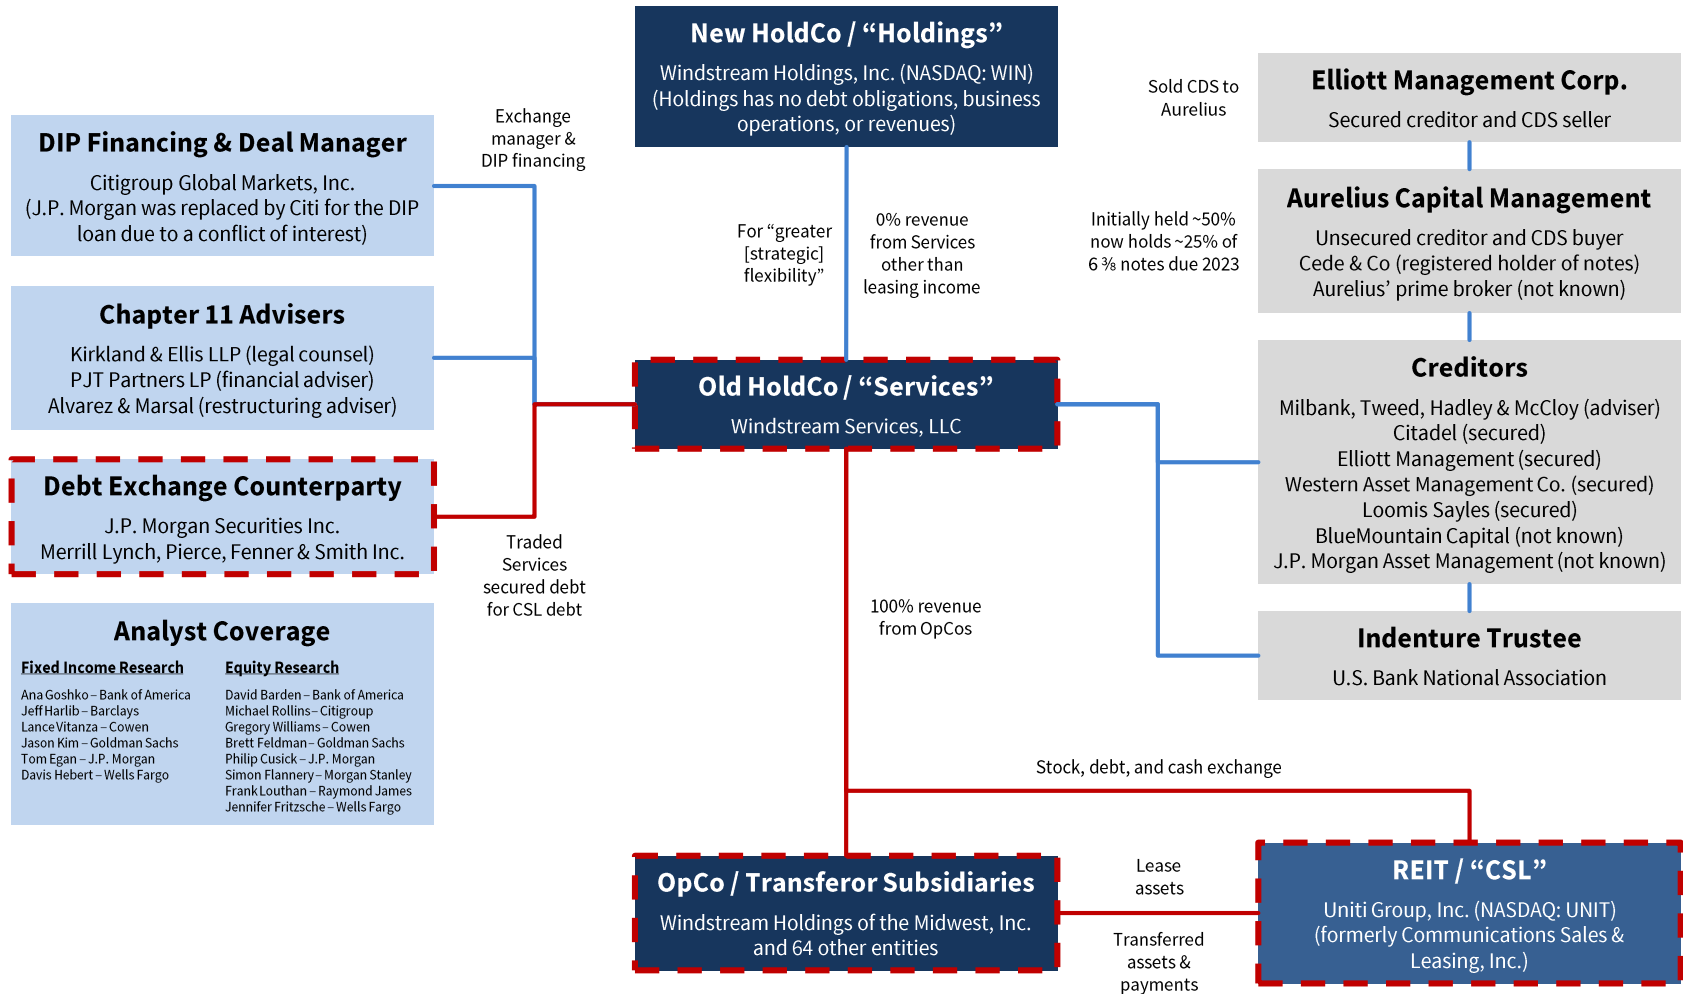 New HoldCo / “Holdings”
Windstream Holdings, Inc. (NASDAQ: WIN)
(Holdings has no debt obligations, business
operations, or revenues)
Sold CDS to
Aurelius
Elliott Management Corp.
Secured creditor and CDS seller
Exchange
manager &
DIP financing
DIP Financing & Deal Manager
Citigroup Global Markets, Inc.
(J.P. Morgan was replaced by Citi for the DIP
loan due to a conflict of interest)
For “greater
[strategic]
flexibility”
0% revenue
from Services
other than
leasing income
Initially held ~50%
now holds ~25% of
6 ⅜ notes due 2023
Aurelius Capital Management
Unsecured creditor and CDS buyer
Cede & Co (registered holder of notes)
Aurelius’ prime broker (not known)
Chapter 11 Advisers
Kirkland & Ellis LLP (legal counsel)
PJT Partners LP (financial adviser)
Alvarez & Marsal (restructuring adviser)
Old HoldCo / “Services”
Windstream Services, LLC
Creditors
Milbank, Tweed, Hadley & McCloy (adviser)
Citadel (secured)
Elliott Management (secured)
Western Asset Management Co. (secured)
Loomis Sayles (secured)
BlueMountain Capital (not known)
J.P. Morgan Asset Management (not known)
Debt Exchange Counterparty
J.P. Morgan Securities Inc.
Merrill Lynch, Pierce, Fenner & Smith Inc.
Traded
Services
secured debt
for CSL debt
100% revenue
from OpCos
Indenture Trustee
U.S. Bank National Association
Analyst Coverage
Fixed Income Research
Ana Goshko – Bank of America
Jeff Harlib – Barclays
Lance Vitanza – Cowen
Jason Kim – Goldman Sachs
Tom Egan – J.P. Morgan
Davis Hebert – Wells Fargo
Equity Research
David Barden – Bank of America
Michael Rollins – Citigroup
Gregory Williams – Cowen
Brett Feldman – Goldman Sachs
Philip Cusick – J.P. Morgan
Simon Flannery – Morgan Stanley
Frank Louthan – Raymond James
Jennifer Fritzsche – Wells Fargo
Stock, debt, and cash exchange
OpCo / Transferor Subsidiaries
Windstream Holdings of the Midwest, Inc.
and 64 other entities
Lease
assets
Transferred
assets &
payments
REIT / “CSL”
Uniti Group, Inc. (NASDAQ: UNIT)
(formerly Communications Sales &
Leasing, Inc.)